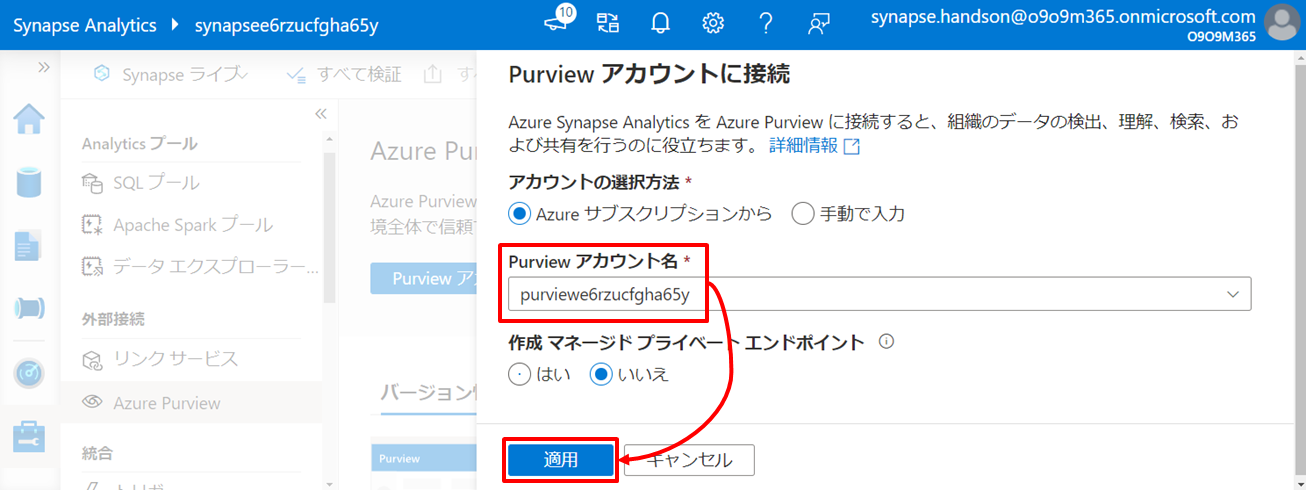 Synapse Analytics synapsee6rzucfgha65y
10
synapse.handson@o9o9m365.onmicrosoft.com
O9O9M365
Synapse ライブ すべて検証 す
Analytics プール
SQL プール
Apache Spark プール
データ エクスプローラー...
外部接続
リンク サービス
Azure Purview
統合
トリガー
Azure Pu
Azure Purview
境全体で信頼
Purview ア
バージョン
Purview
Purview アカウントに接続
Azure Synapse Analytics を Azure Purview に接続すると、組織のデータの検出、理解、検索、お
よび共有を行うのに役立ちます。 詳細情報
アカウントの選択方法 *
Azure サブスクリプションから 手動で入力
Purview アカウント名 *
purviewe6rzucfgha65y
作成 マネージド プライベート エンドポイント
はい いいえ
適用 キャンセル